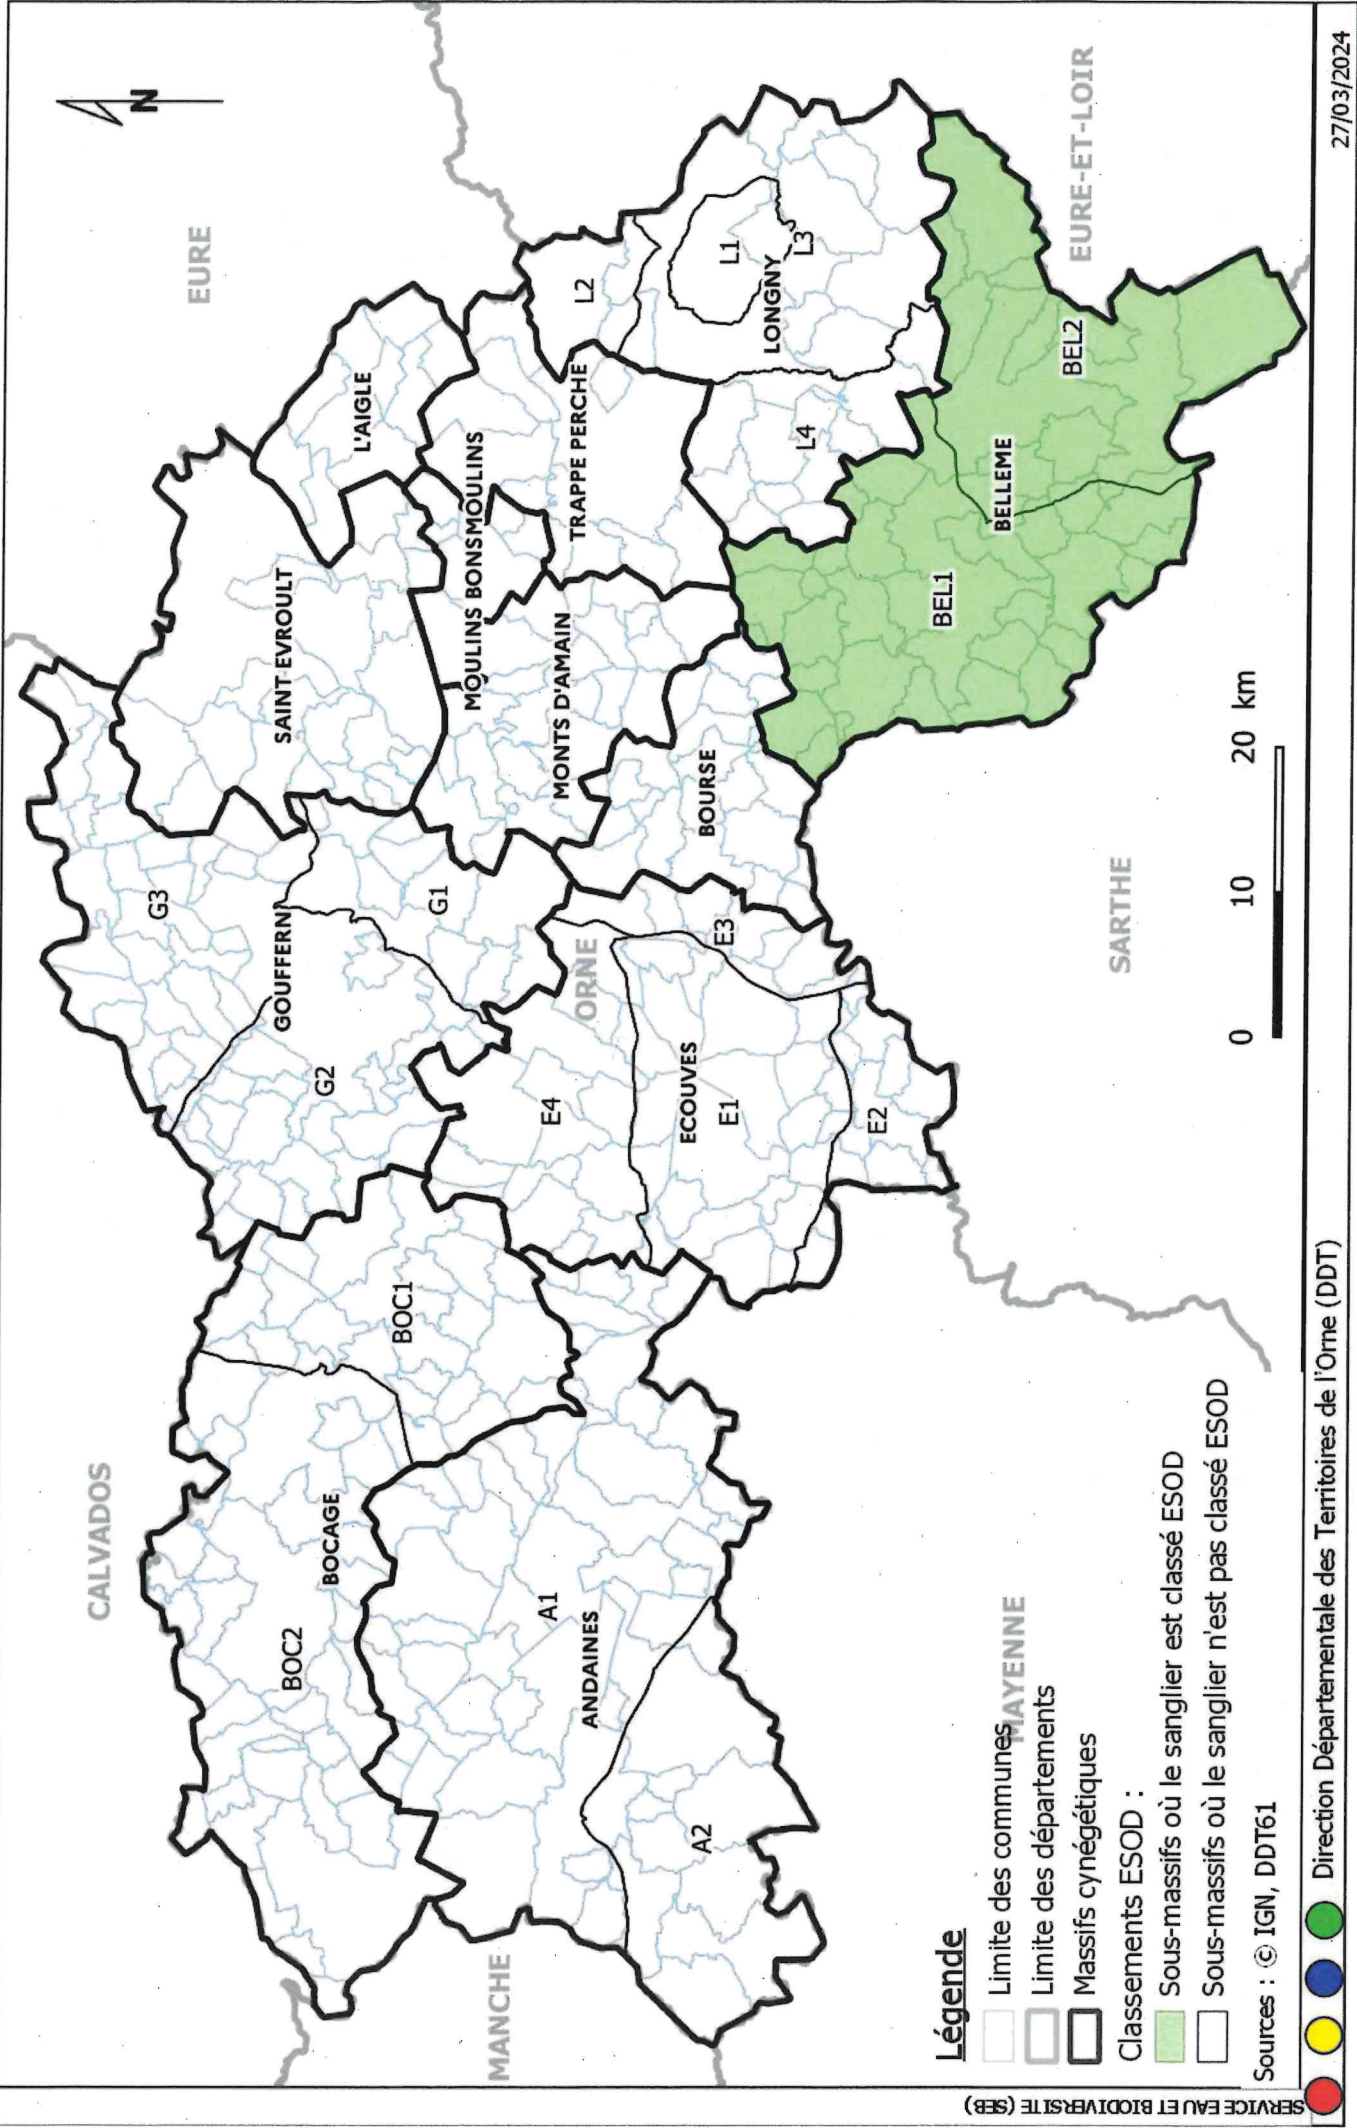 CALVADOS
EURE
MANCHE
ORNE
EURE-ET-LOIR
SARTHE
MAYENNE
N
G3
SAINT-EVROULT
L'AIGLE
GOUFFERN
G2
G1
BOC2
BOCAGE
BOC1
MOULINS BONSMOULINS
MONTS D'AMAIN
TRAPPE PERCHE
L2
L1
LONGNY
L3
L4
A1
ANDAINES
A2
E4
ECOUVES
E1
E3
E2
BOURSE
BEL1
BELLEME
BEL2
0 10 20 km
Légende
Limite des communes
Limite des départements
Massifs cynégétiques
Classements ESOD :
Sous-massifs où le sanglier est classé ESOD
Sous-massifs où le sanglier n'est pas classé ESOD
Sources : © IGN, DDT61
SERVICE EAU ET BIODIVERSITE (SEB)
Direction Départementale des Territoires de l'Orne (DDT)
27/03/2024